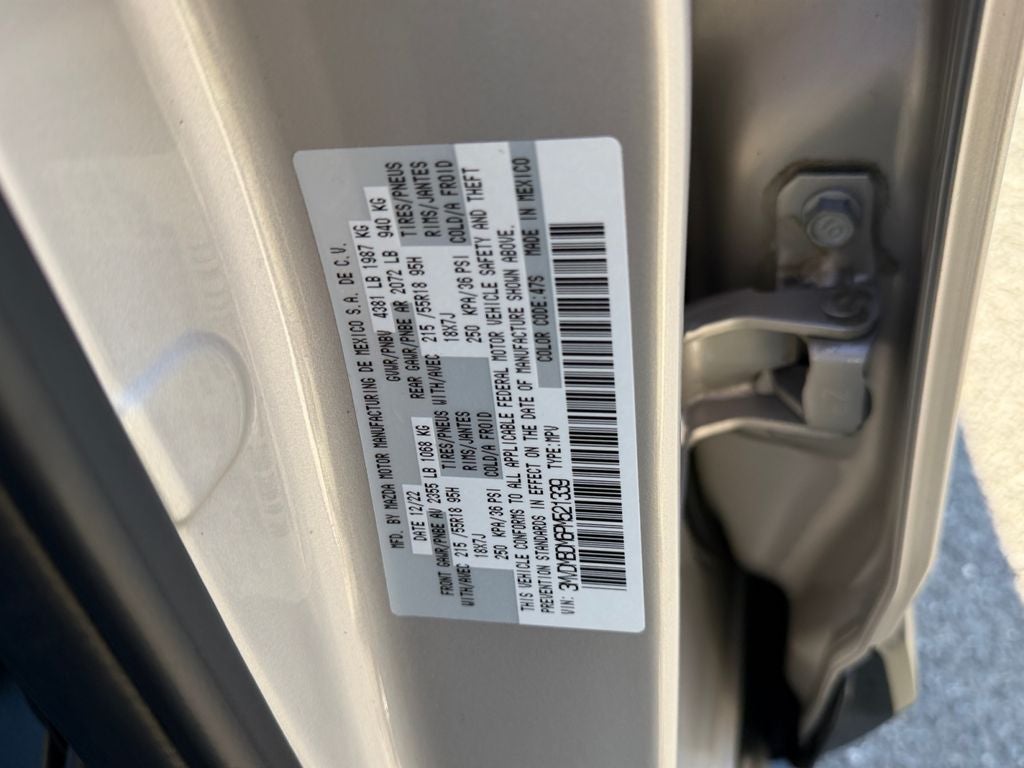 MFD. BY MAZDA MOTOR MANUFACTURING DE MEXICO S.A. DE C.V.
DATE 12/22 GVWR/PNBV 4381 LB 1987 KG
FRONT GAWR/PNBE AV 2355 LB 1068 KG REAR GAWR/PNBE AR 2072 LB 940 KG
WITH/AVEC 215 /55R18 95H TIRES/PNEUS WITH/AVEC 215 /55R18 95H TIRES/PNEUS
18X7J RIMS/JANTES 18X7J RIMS/JANTES
250 KPA/36 PSI COLD/A FROID 250 KPA/36 PSI COLD/A FROID
THIS VEHICLE CONFORMS TO ALL APPLICABLE FEDERAL MOTOR VEHICLE SAFETY AND THEFT
PREVENTION STANDARDS IN EFFECT ON THE DATE OF MANUFACTURE SHOWN ABOVE.
VIN: TYPE:MPV COLOR CODE:47S MADE IN MEXICO